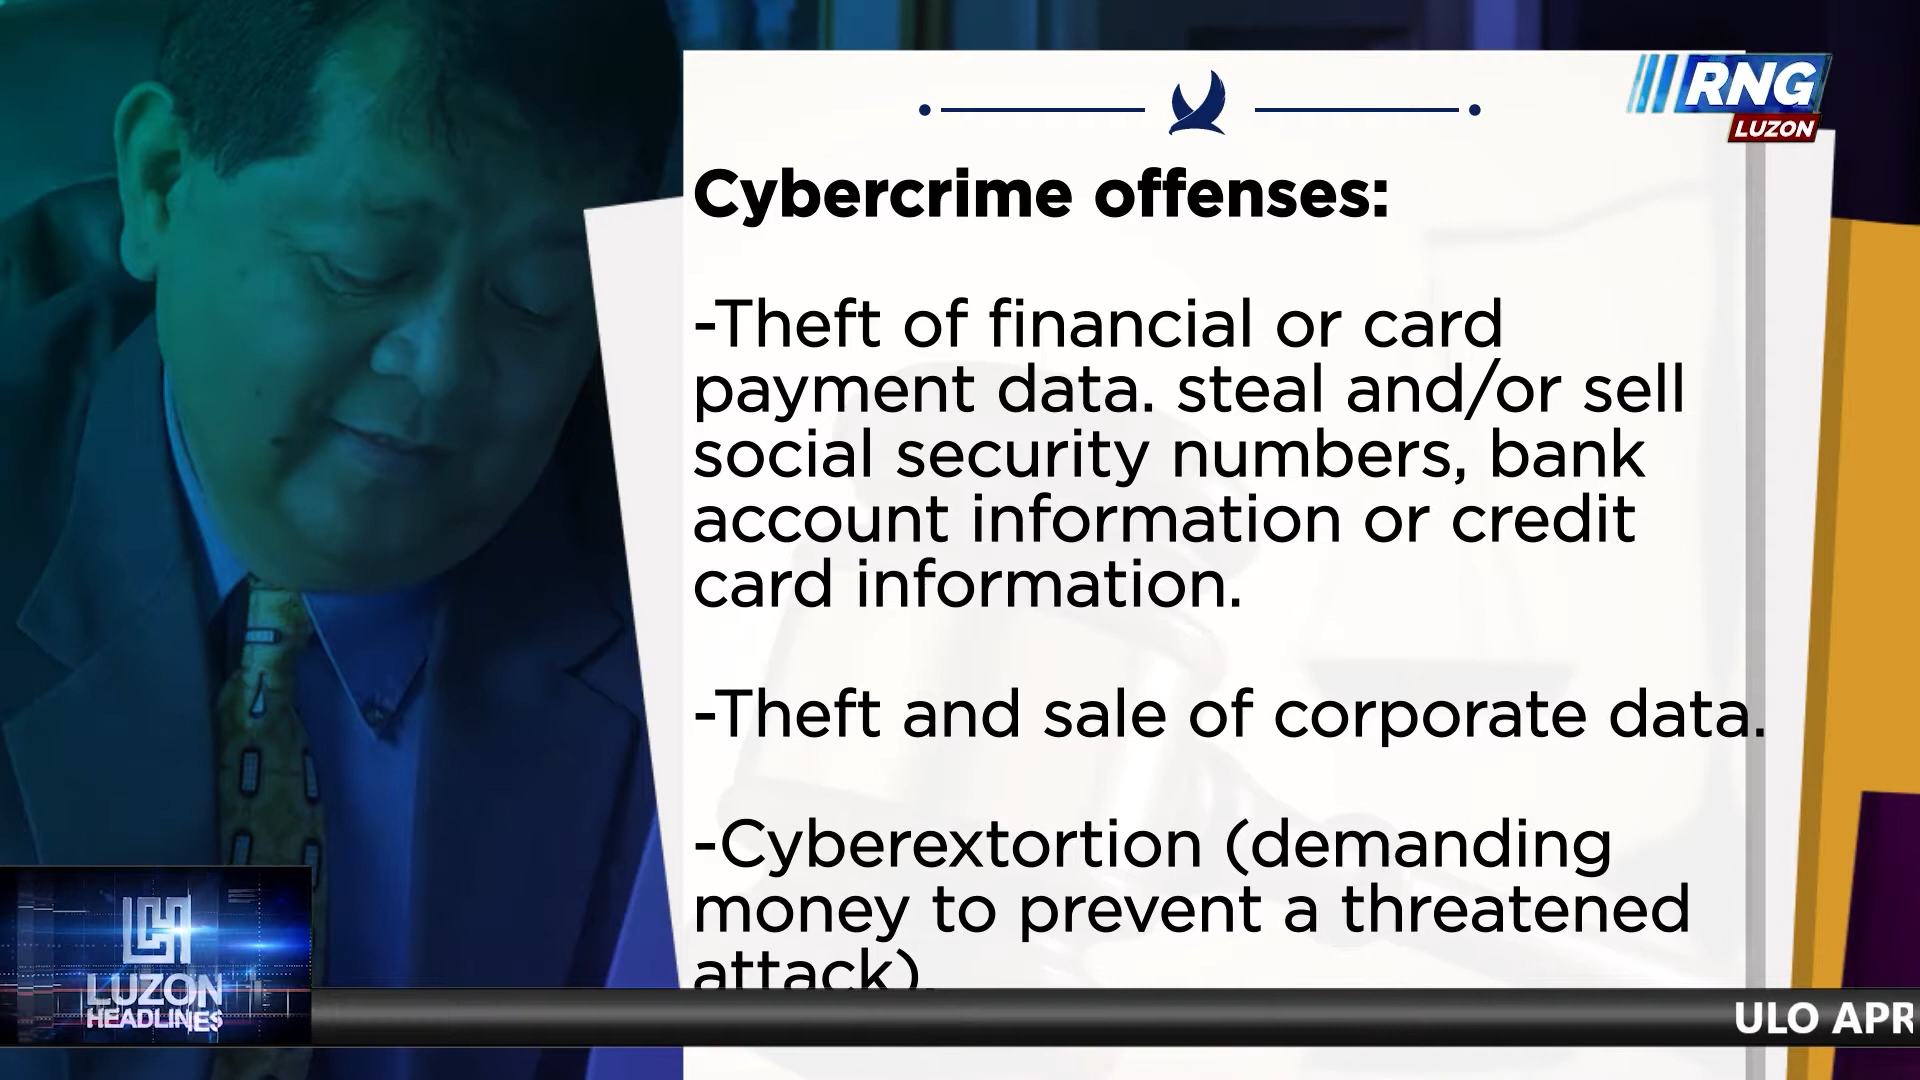 RNG
LUZON
Cybercrime offenses:
-Theft of financial or card
payment data. steal and/or sell
social security numbers, bank
account information or credit
card information.
-Theft and sale of corporate data.
-Cyberextortion (demanding
money to prevent a threatened
attack).
LUZON
HEADLINES
ULO APR